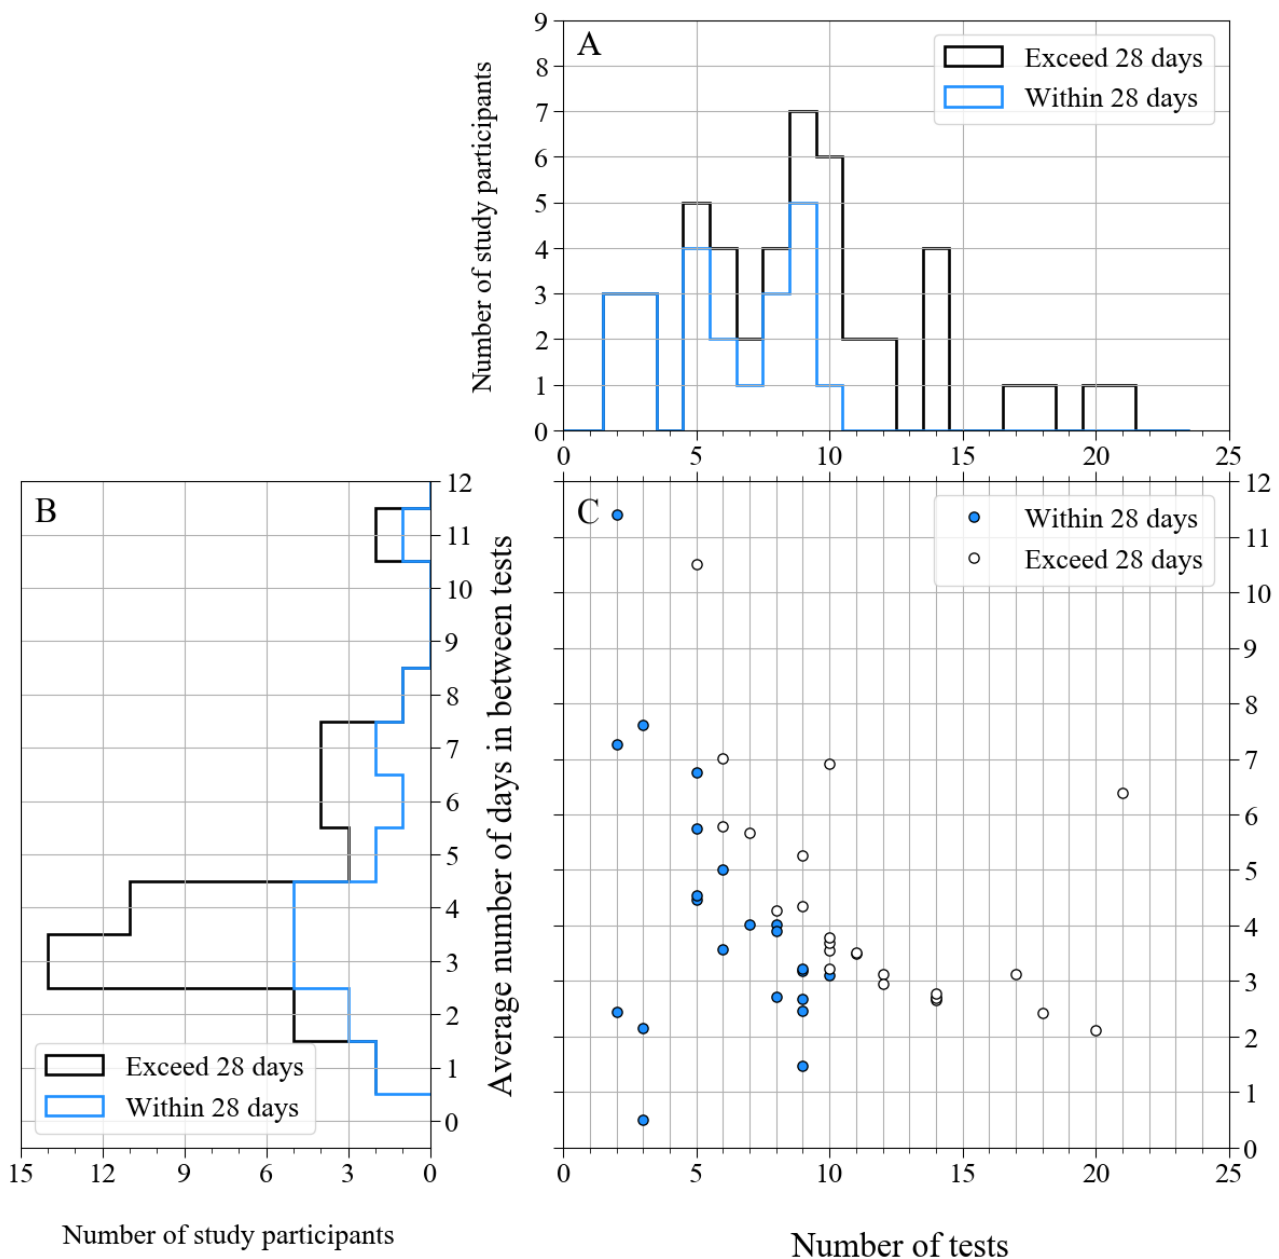 A
Exceed 28 days
Within 28 days
Number of study participants
9
8
7
6
5
4
3
2
1
0
0 5 10 15 20 25
B
Exceed 28 days
Within 28 days
12
11
10
9
8
7
6
5
4
3
2
1
0
15 12 9 6 3 0
Number of study participants
Average number of days in between tests
C
Within 28 days
Exceed 28 days
12
11
10
9
8
7
6
5
4
3
2
1
0
0 5 10 15 20 25
Number of tests